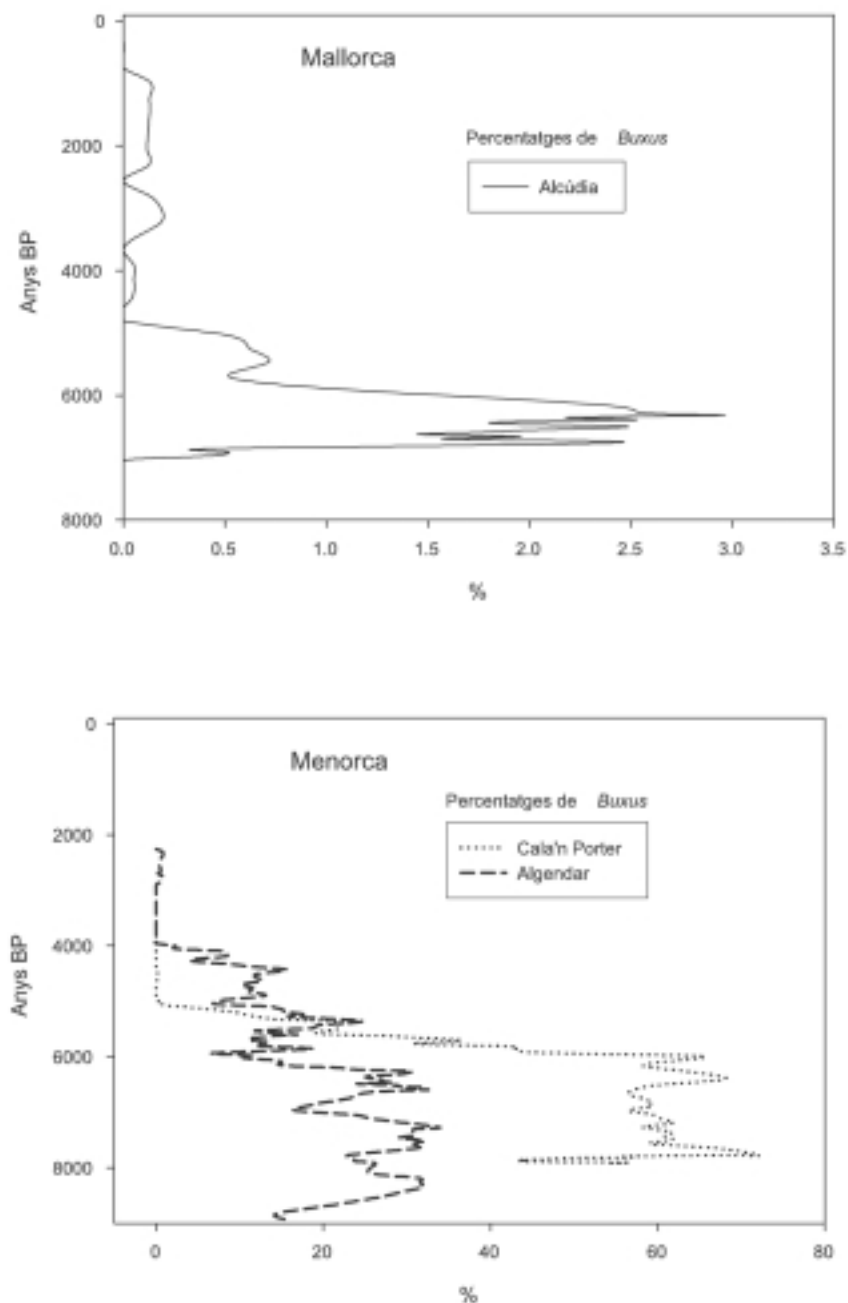 Mallorca
Percentatges de Buxus
Alcúdia
Anys BP
0
2000
4000
6000
8000
0.0 0.5 1.0 1.5 2.0 2.5 3.0 3.5
%
Menorca
Percentatges de Buxus
Cala'n Porter
Algendar
Anys BP
0
2000
4000
6000
8000
0 20 40 60 80
%